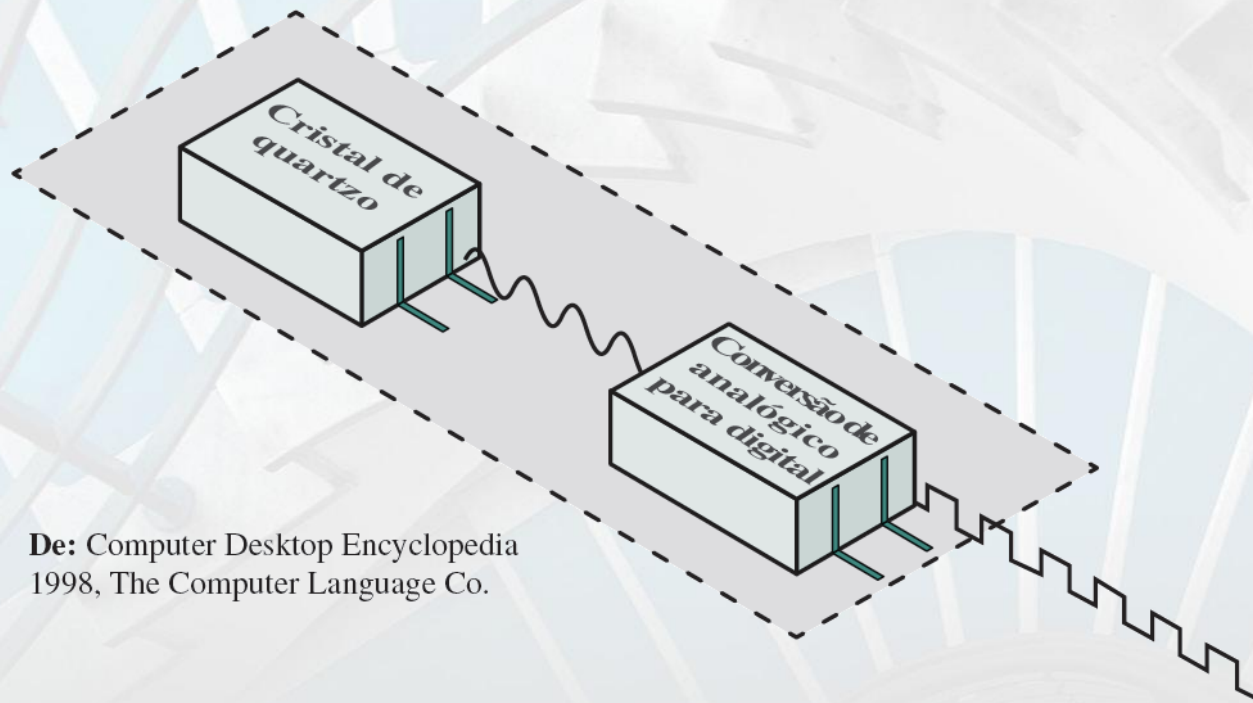 Cristal de
quartzo
Conversão de
analógico
para digital
De: Computer Desktop Encyclopedia
1998, The Computer Language Co.